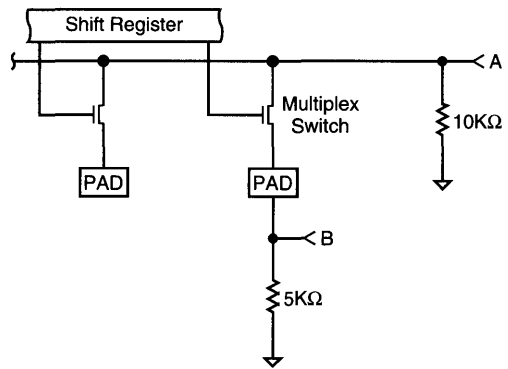 Shift Register
A
Multiplex
Switch
10KΩ
PAD
PAD
B
5KΩ